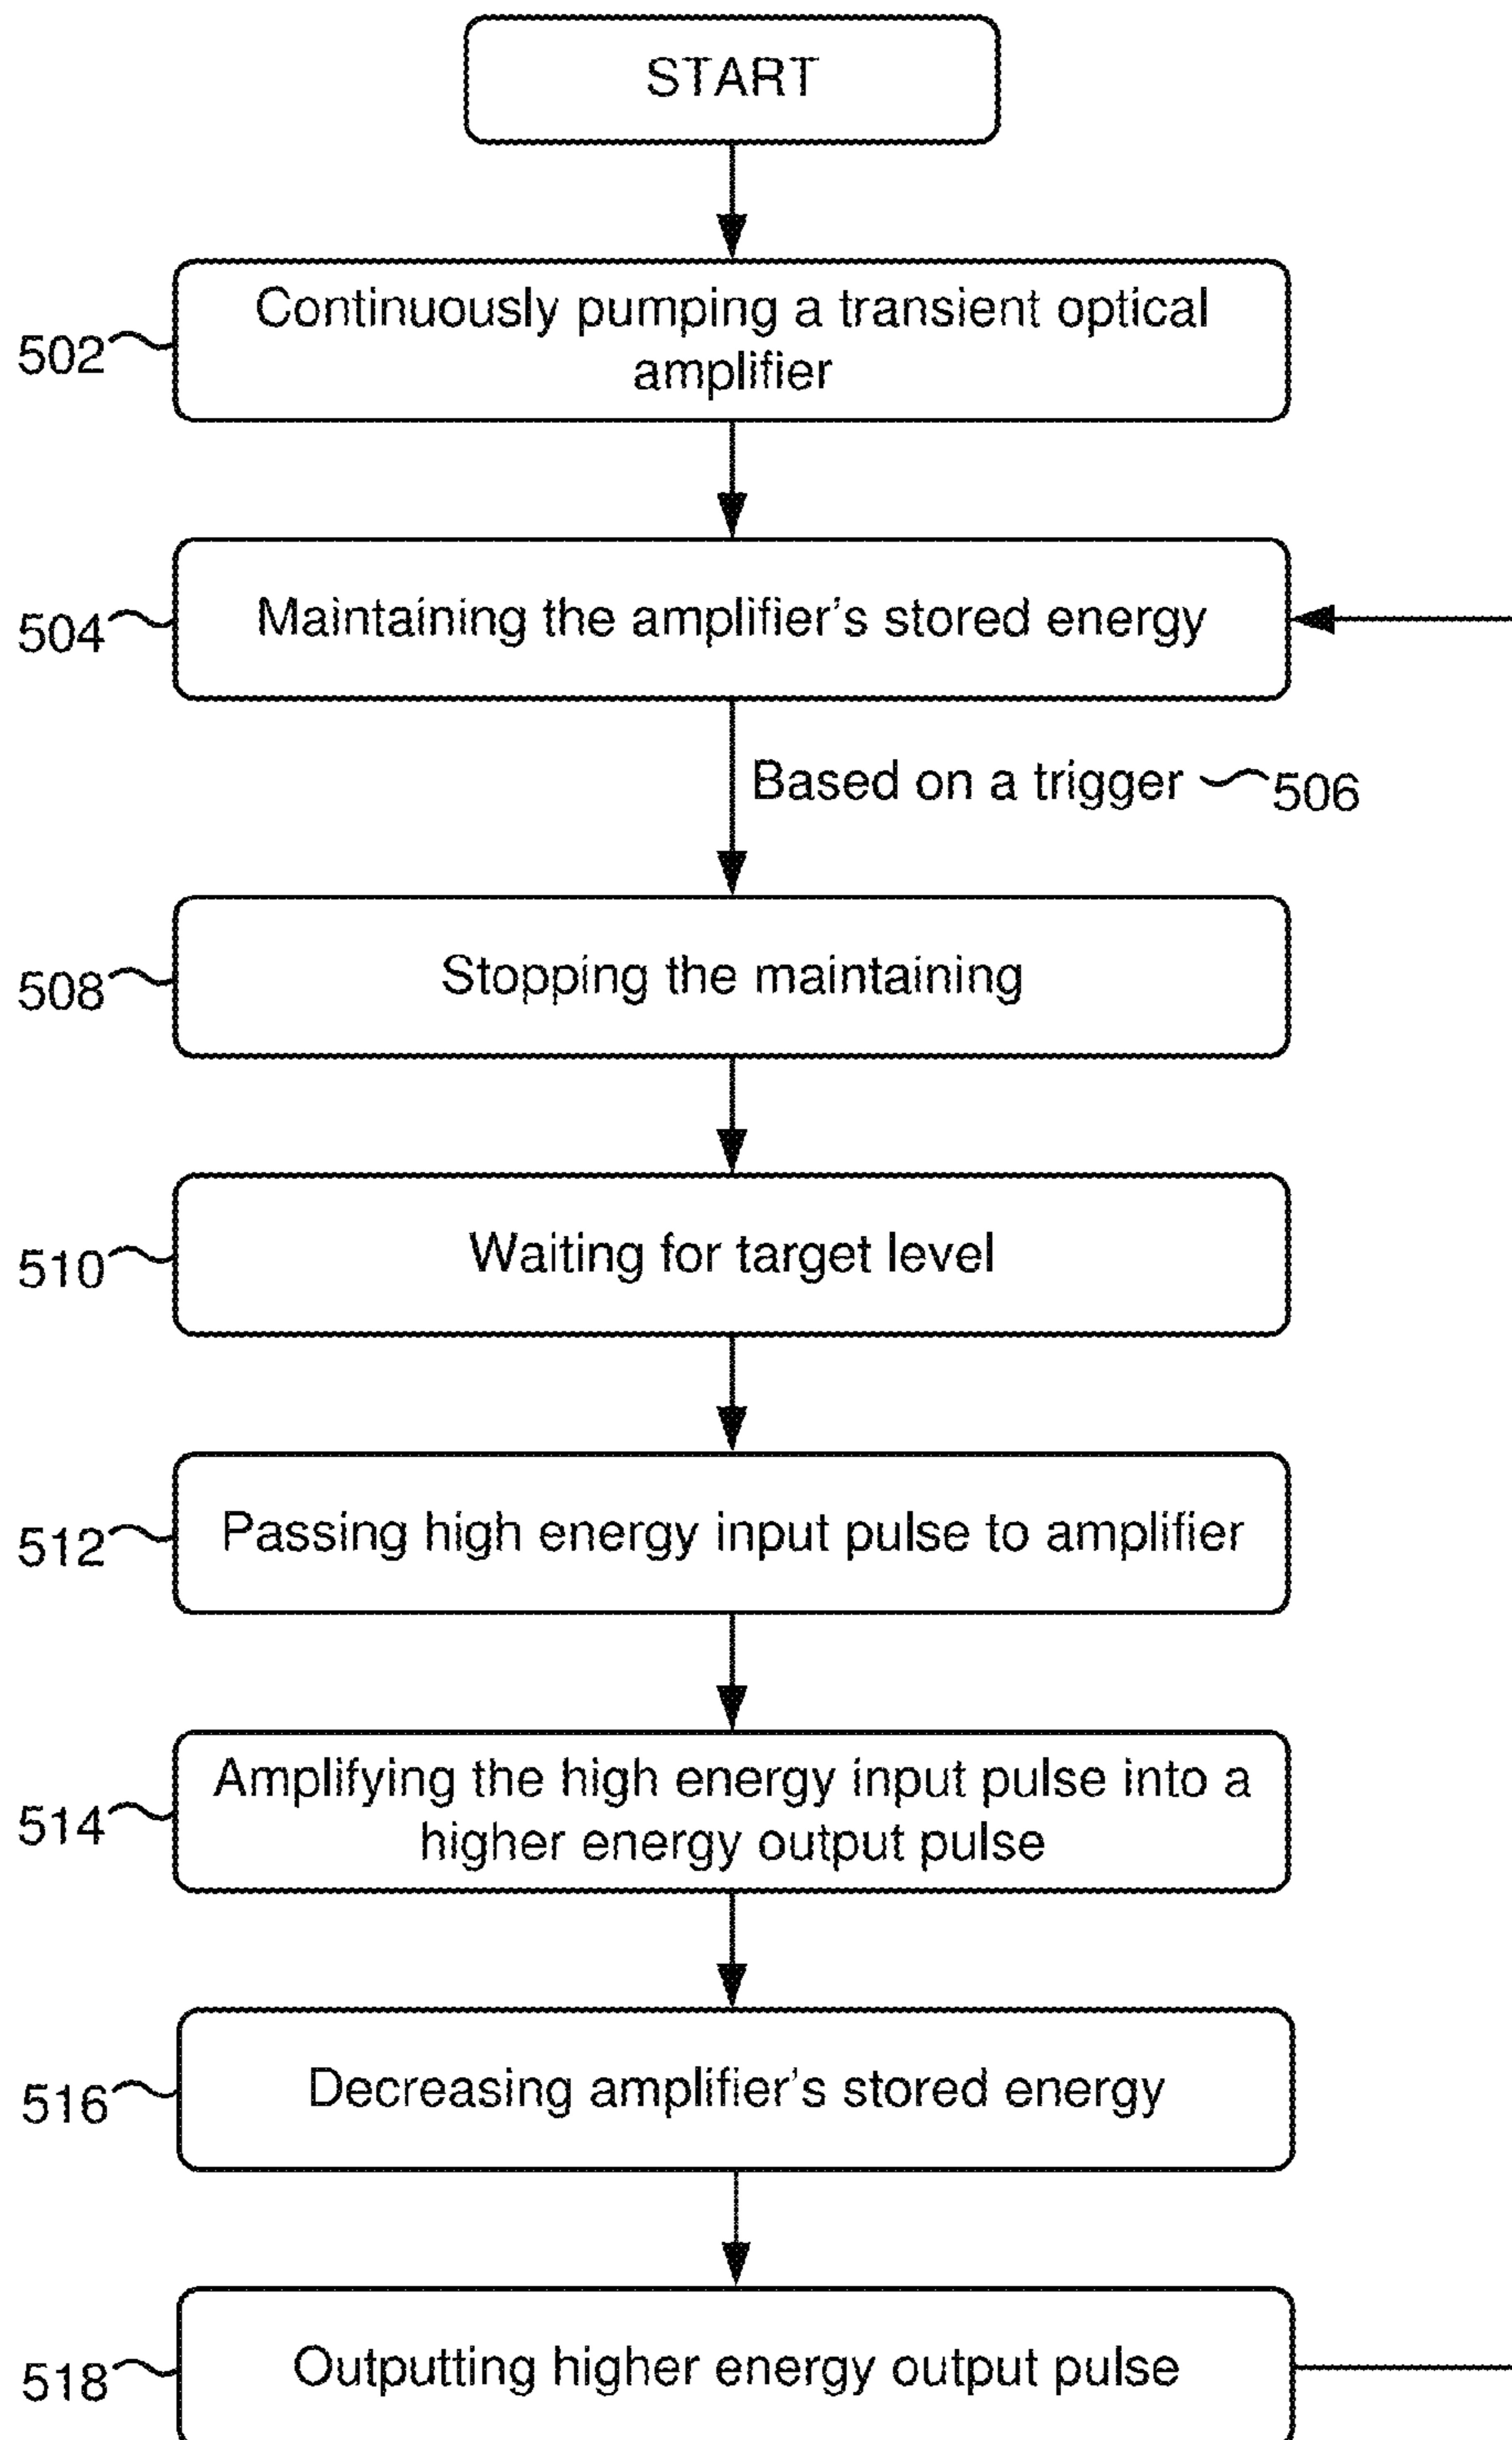 START
502
Continuously pumping a transient optical
amplifier
504
Maintaining the amplifier's stored energy
Based on a trigger
506
508
Stopping the maintaining
510
Waiting for target level
512
Passing high energy input pulse to amplifier
514
Amplifying the high energy input pulse into a
higher energy output pulse
516
Decreasing amplifier's stored energy
518
Outputting higher energy output pulse